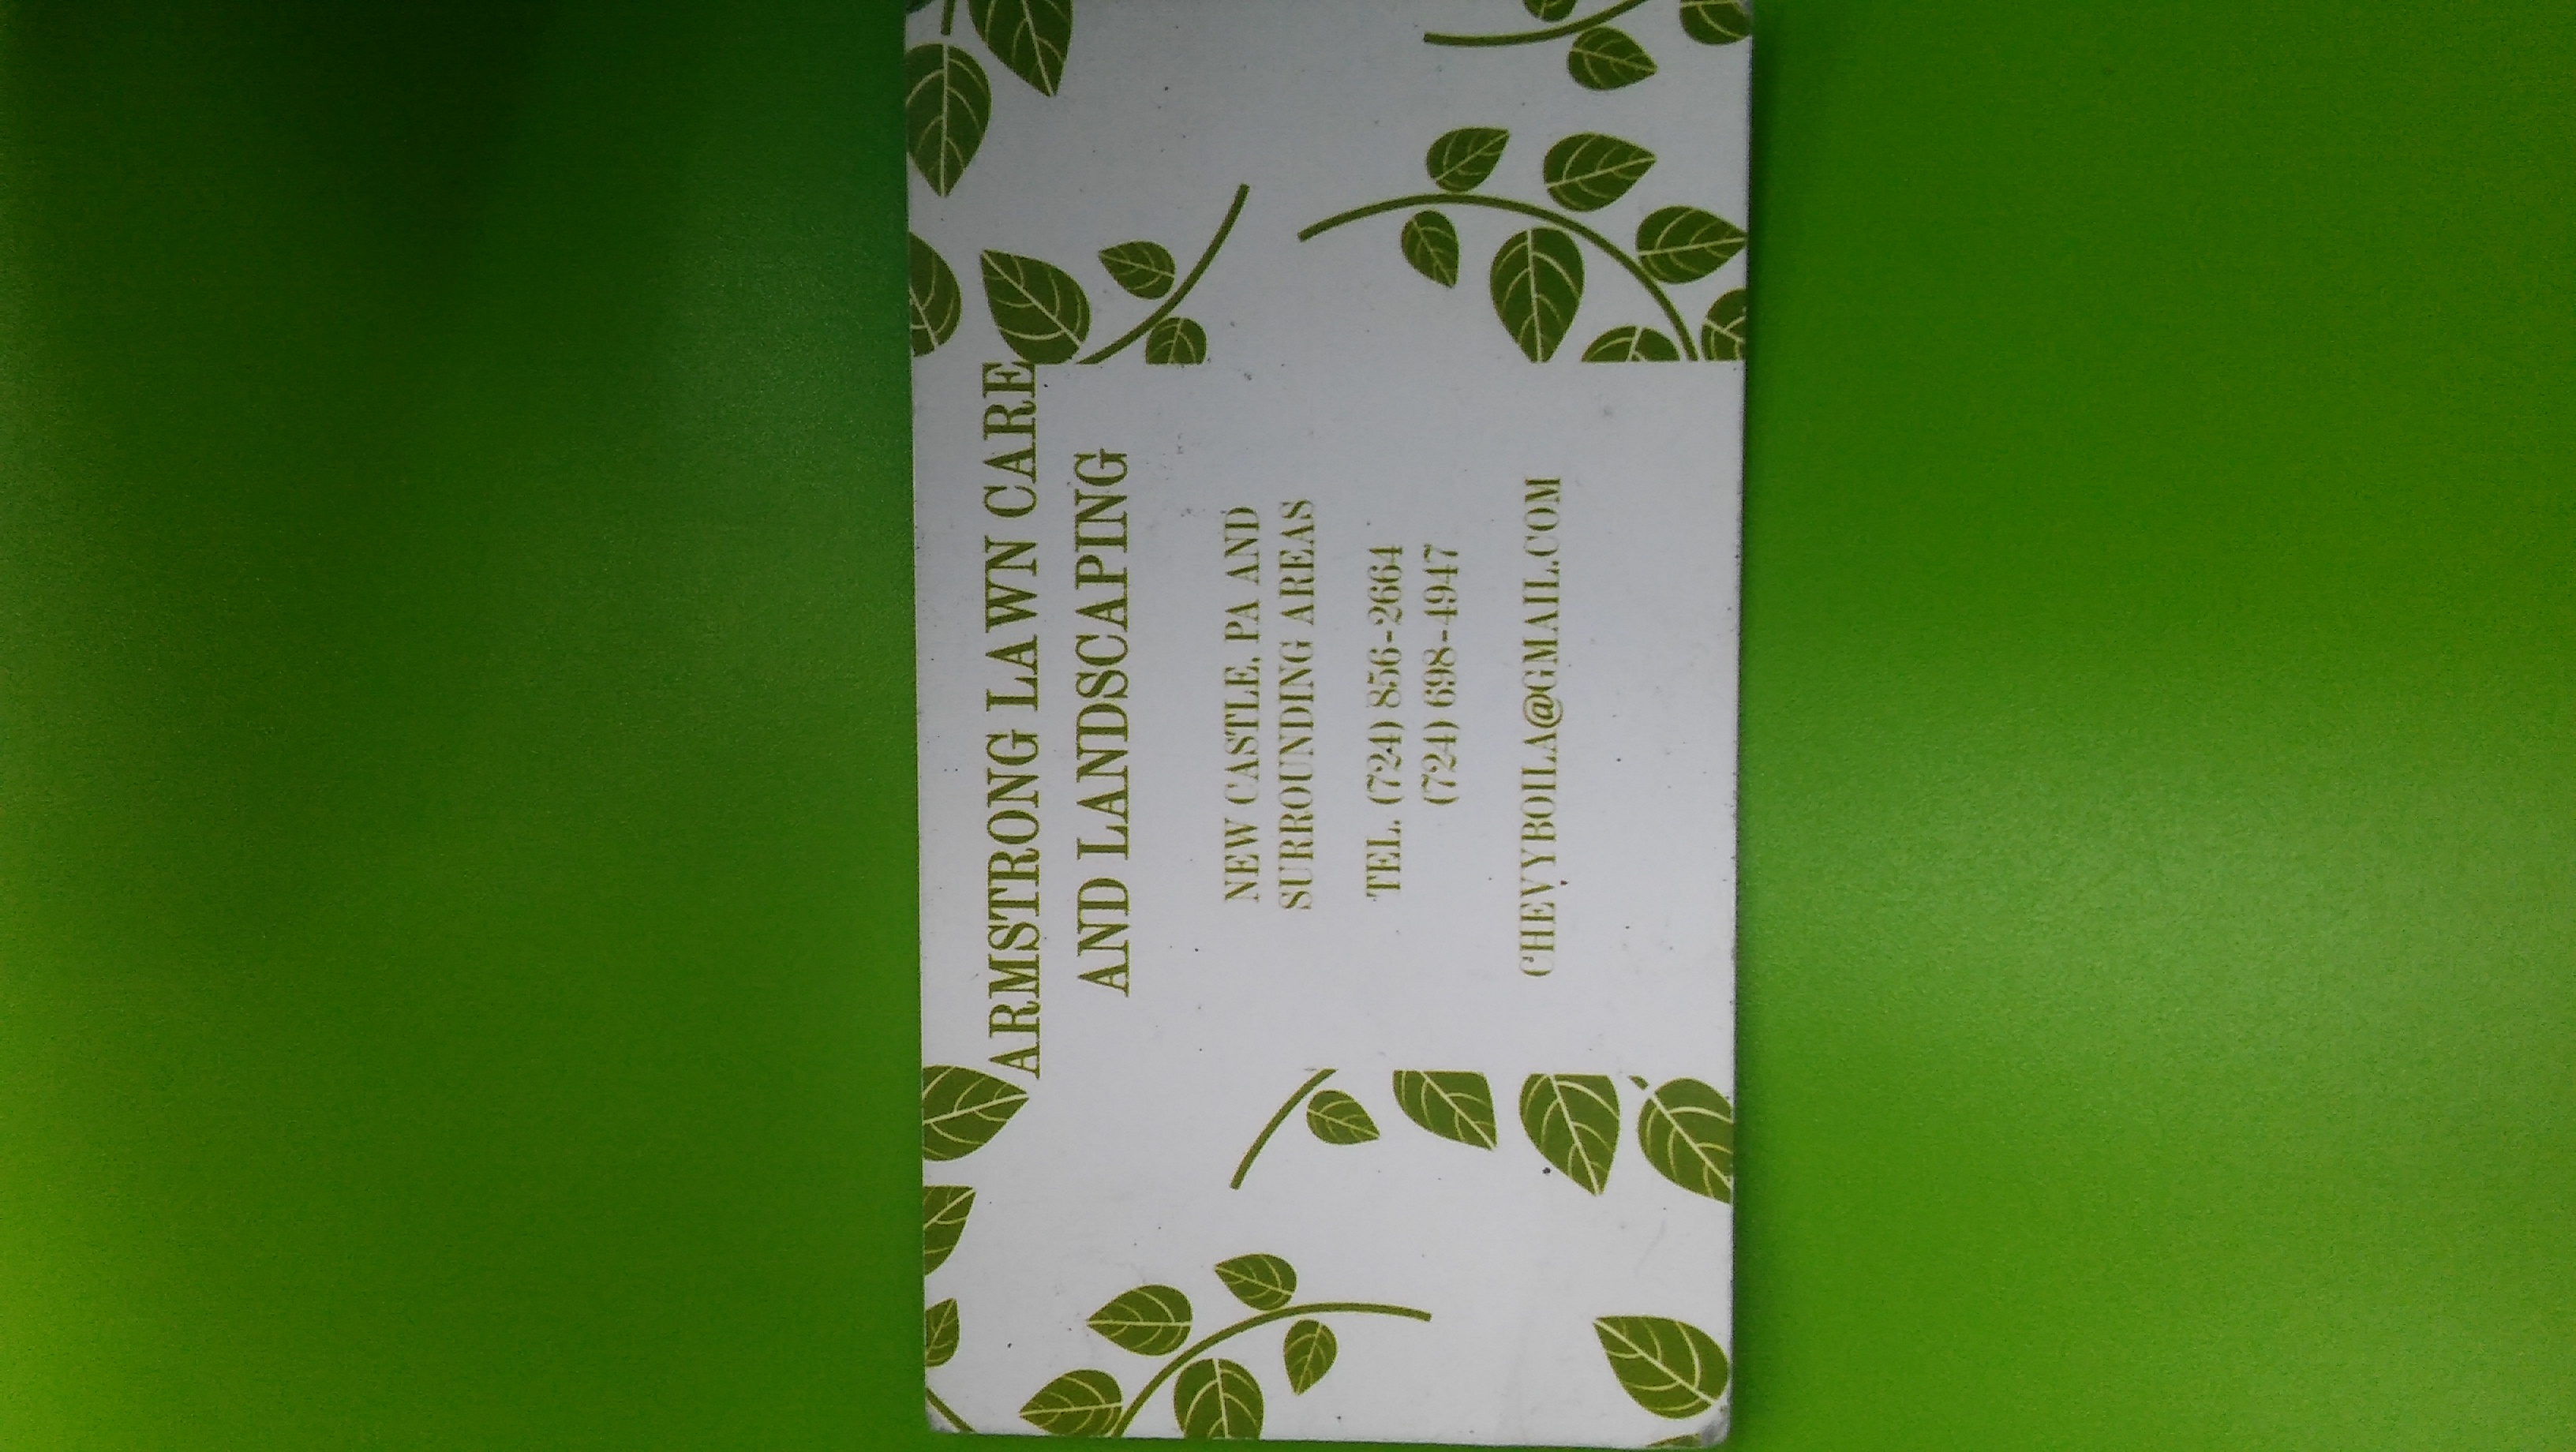 ARMSTRONG LAWN CARE
AND LANDSCAPING
NEW CASTLE, PA AND
SURROUNDING AREAS
TEL. (724) 856-2664
(724) 698-4947
CHEVYBOILA@GMAIL.COM